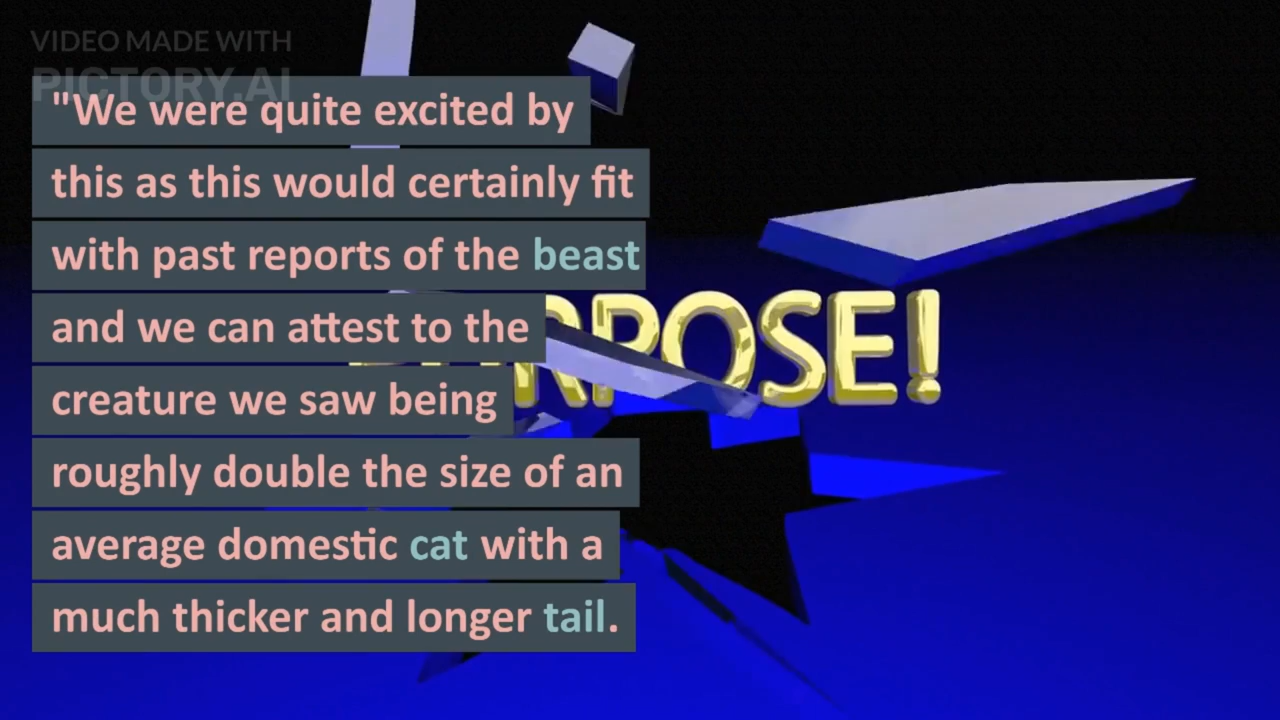 VIDEO MADE WITH
PICTORY.AI
"We were quite excited by
this as this would certainly fit
with past reports of the beast
and we can attest to the
creature we saw being
roughly double the size of an
average domestic cat with a
much thicker and longer tail.
PURPOSE!